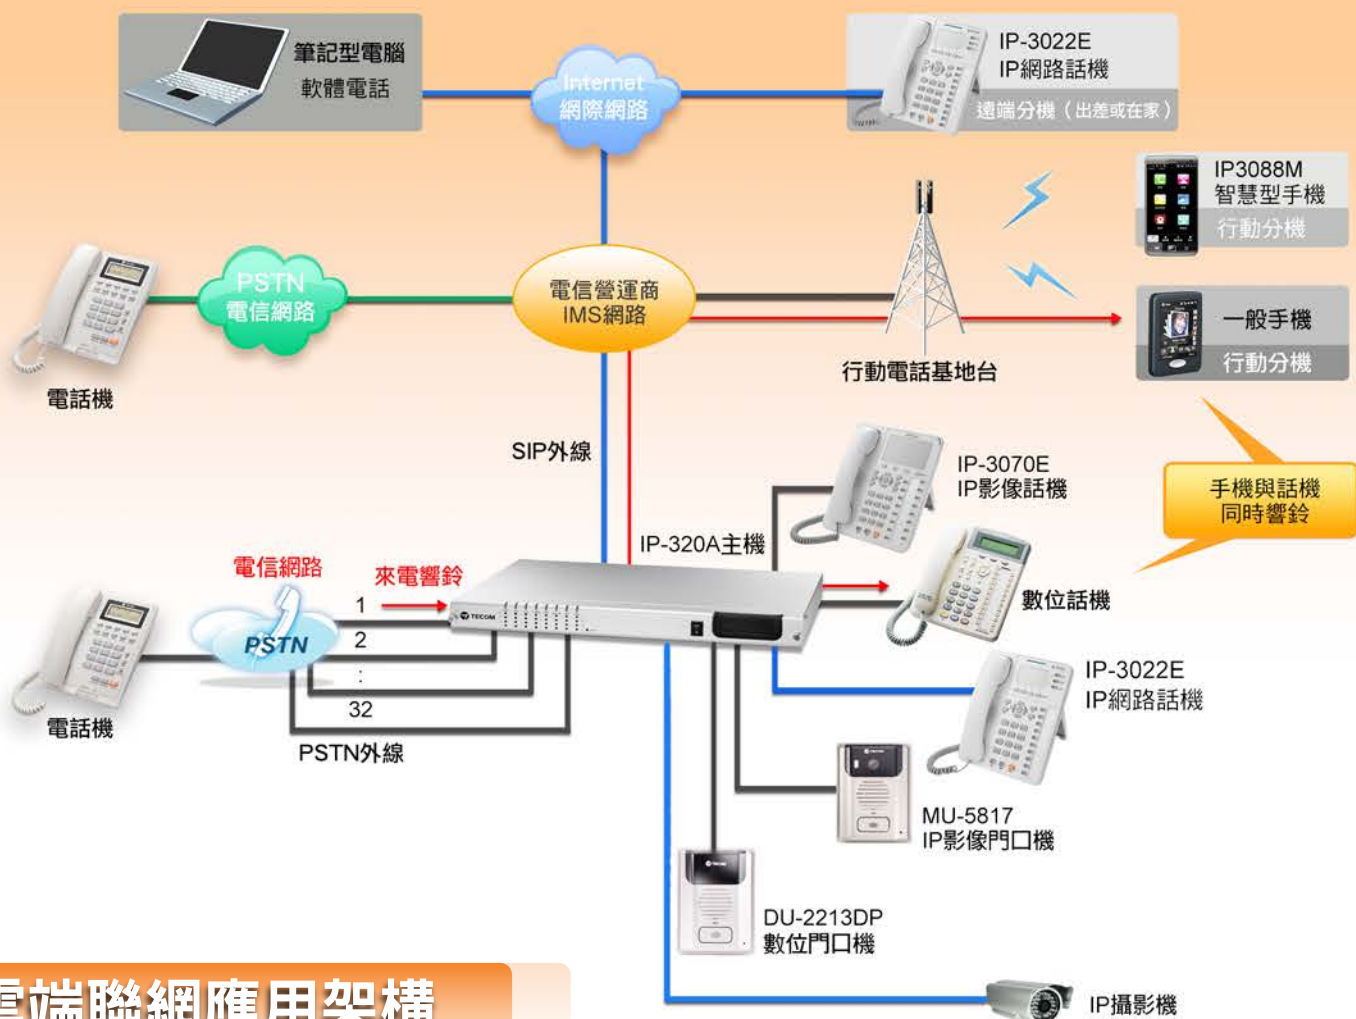 筆記型電腦
軟體電話
Internet
網際網路
IP-3022E
IP網路話機
遠端分機（出差或在家）
IP3088M
智慧型手機
行動分機
PSTN
電信網路
電信營運商
IMS網路
一般手機
行動分機
行動電話基地台
電話機
SIP外線
IP-3070E
IP影像話機
手機與話機
同時響鈴
IP-320A主機
電信網路
來電響鈴
1
2
:
32
PSTN
TECOM
數位話機
電話機
PSTN外線
IP-3022E
IP網路話機
MU-5817
IP影像門口機
DU-2213DP
數位門口機
IP攝影機
端聯網應用架構